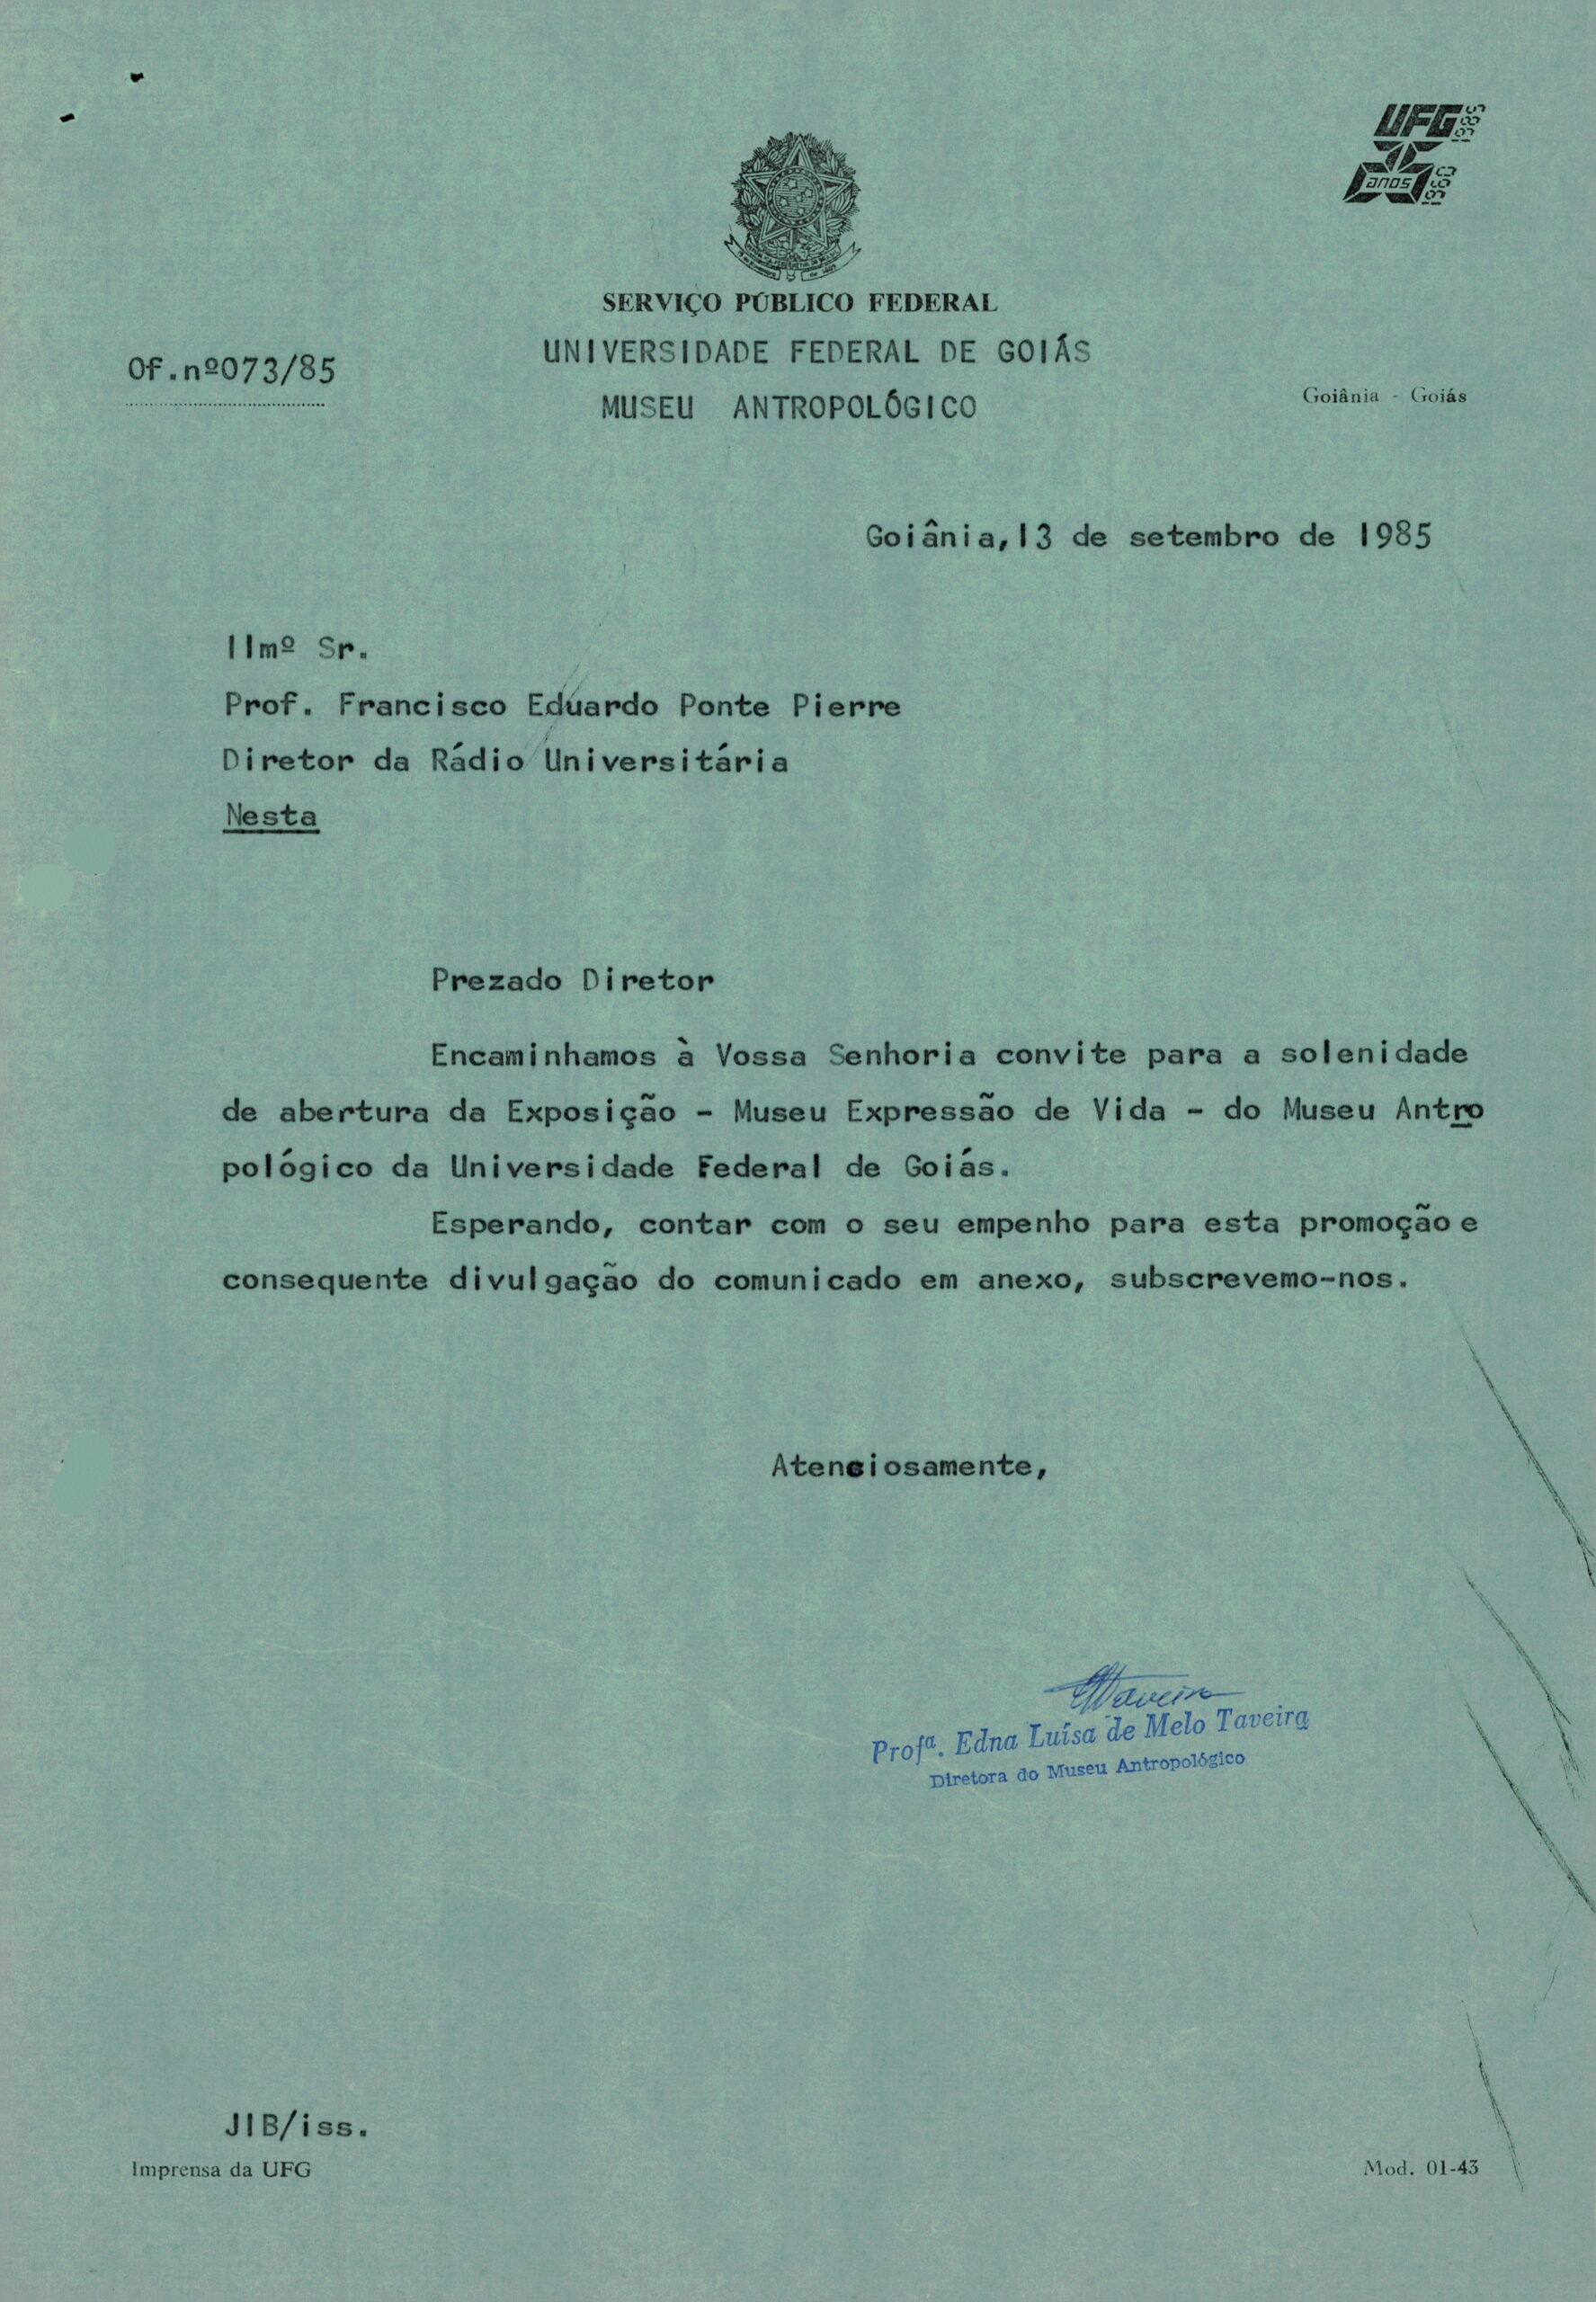 UFG
anos
1960
1985
SERVIÇO PÚBLICO FEDERAL
UNIVERSIDADE FEDERAL DE GOIÁS
Of.nº073/85
MUSEU ANTROPOLÓGICO
Goiânia - Goiás
Goiânia,13 de setembro de 1985
Ilmº Sr.
Prof. Francisco Eduardo Ponte Pierre
Diretor da Rádio Universitária
Nesta
Prezado Diretor
Encaminhamos à Vossa Senhoria convite para a solenidade
de abertura da Exposição - Museu Expressão de Vida - do Museu Antro
pológico da Universidade Federal de Goiás.
Esperando, contar com o seu empenho para esta promoção e
consequente divulgação do comunicado em anexo, subscrevemo-nos.
Atenciosamente,
Profª. Edna Luísa de Melo Taveira
Diretora do Museu Antropológico
JIB/iss.
Imprensa da UFG
Mod. 01-43